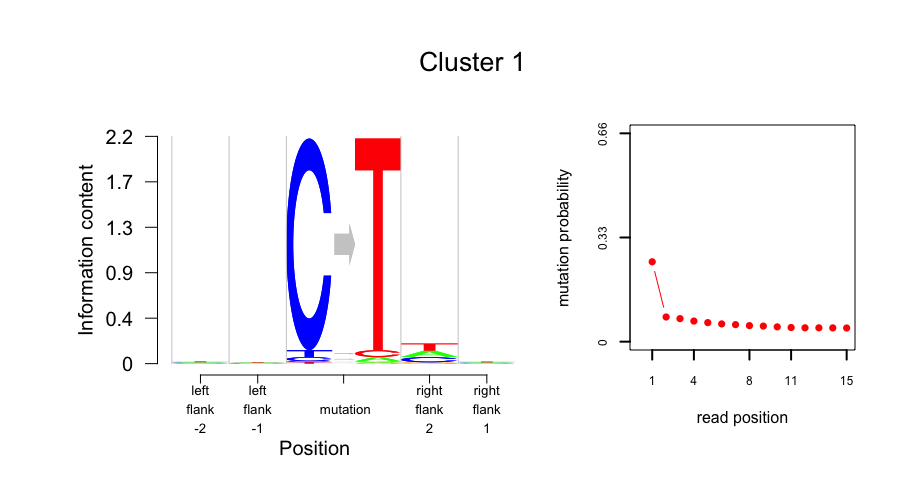 Cluster 1
Information content
2.2
1.7
1.3
0.9
0.4
0
C
T
left
flank
-2
left
flank
-1
mutation
right
flank
2
right
flank
1
Position
mutation probability
0.66
0.33
0
1
4
8
11
15
read position